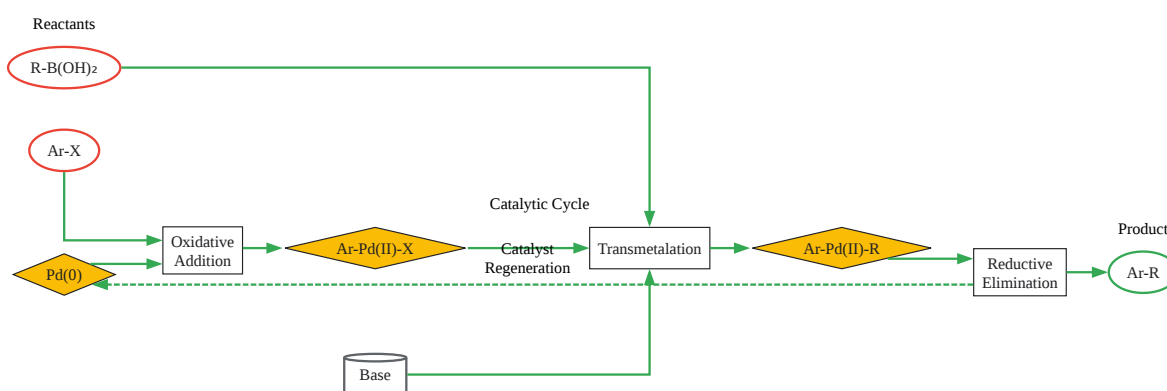 Reactants
R-B(OH)₂
Ar-X
Catalytic Cycle
Oxidative
Addition
Ar-Pd(II)-X
Catalyst
Regeneration
Transmetalation
Ar-Pd(II)-R
Product
Pd(0)
Reductive
Elimination
Ar-R
Base